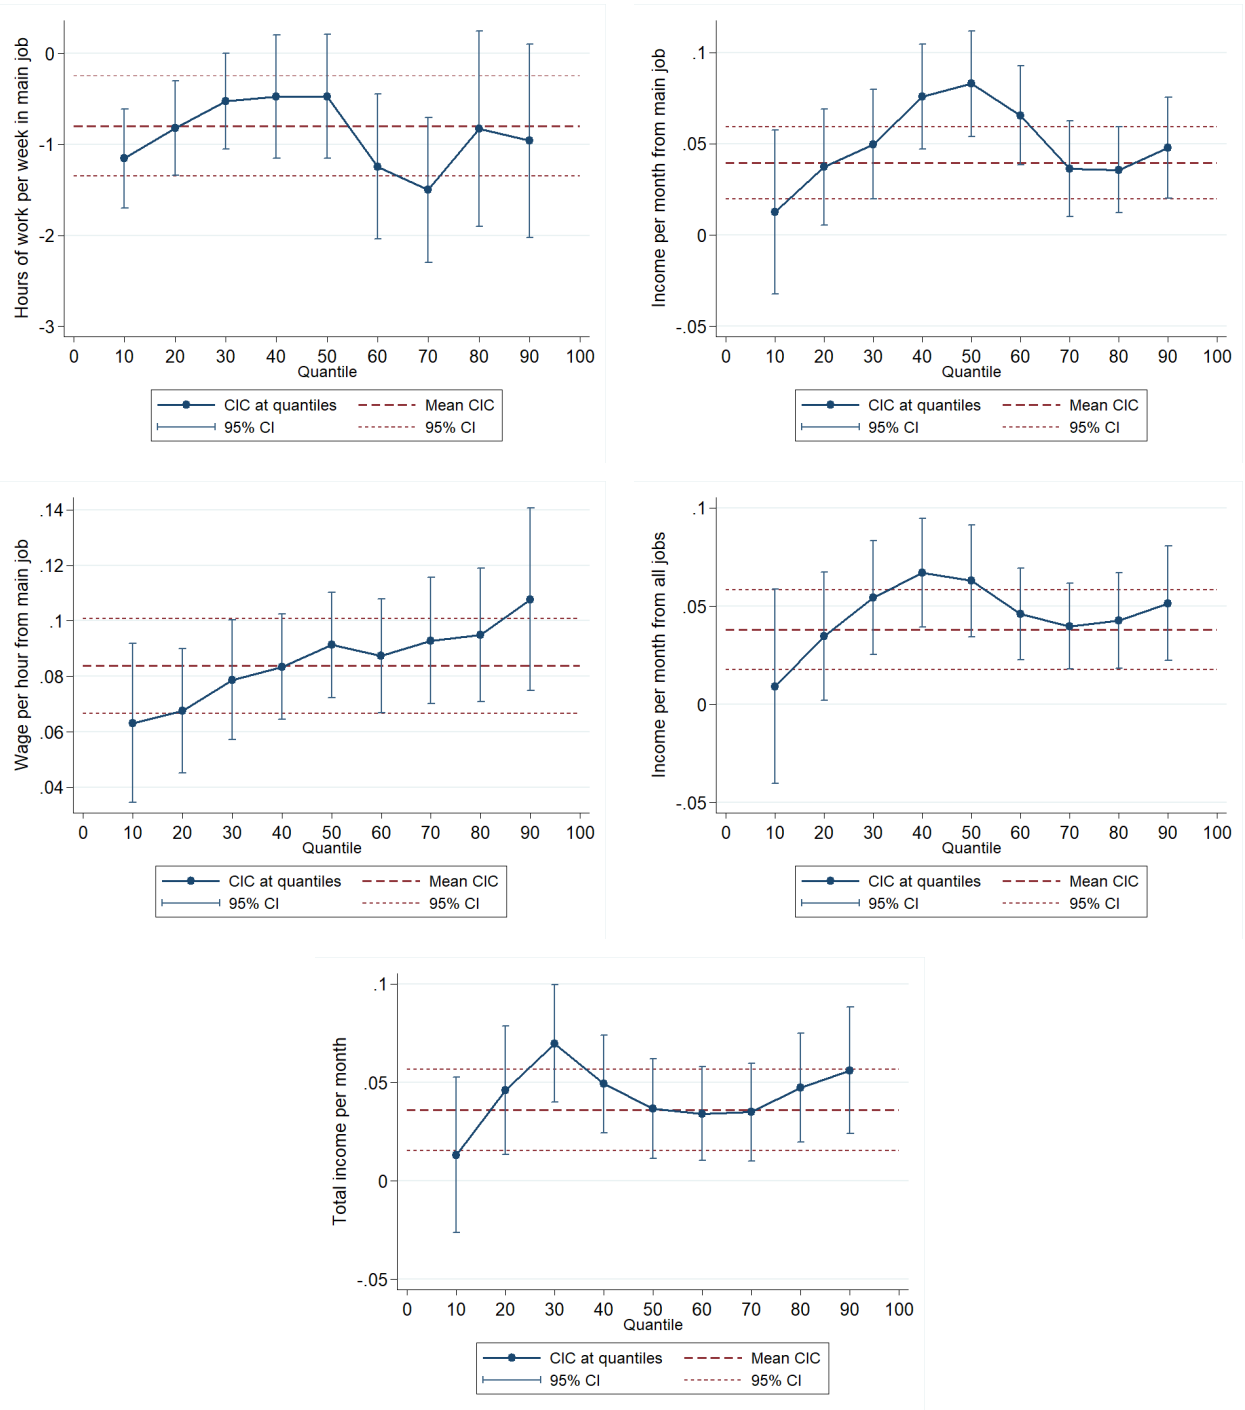 Hours of work per week in main job
0
-1
-2
-3
0 10 20 30 40 50 60 70 80 90 100
Quantile
CIC at quantiles Mean CIC
95% CI 95% CI
Income per month from main job
.1
.05
0
-.05
0 10 20 30 40 50 60 70 80 90 100
Quantile
CIC at quantiles Mean CIC
95% CI 95% CI
Wage per hour from main job
.14
.12
.1
.08
.06
.04
0 10 20 30 40 50 60 70 80 90 100
Quantile
CIC at quantiles Mean CIC
95% CI 95% CI
Income per month from all jobs
.1
.05
0
-.05
0 10 20 30 40 50 60 70 80 90 100
Quantile
CIC at quantiles Mean CIC
95% CI 95% CI
Total income per month
.1
.05
0
-.05
0 10 20 30 40 50 60 70 80 90 100
Quantile
CIC at quantiles Mean CIC
95% CI 95% CI